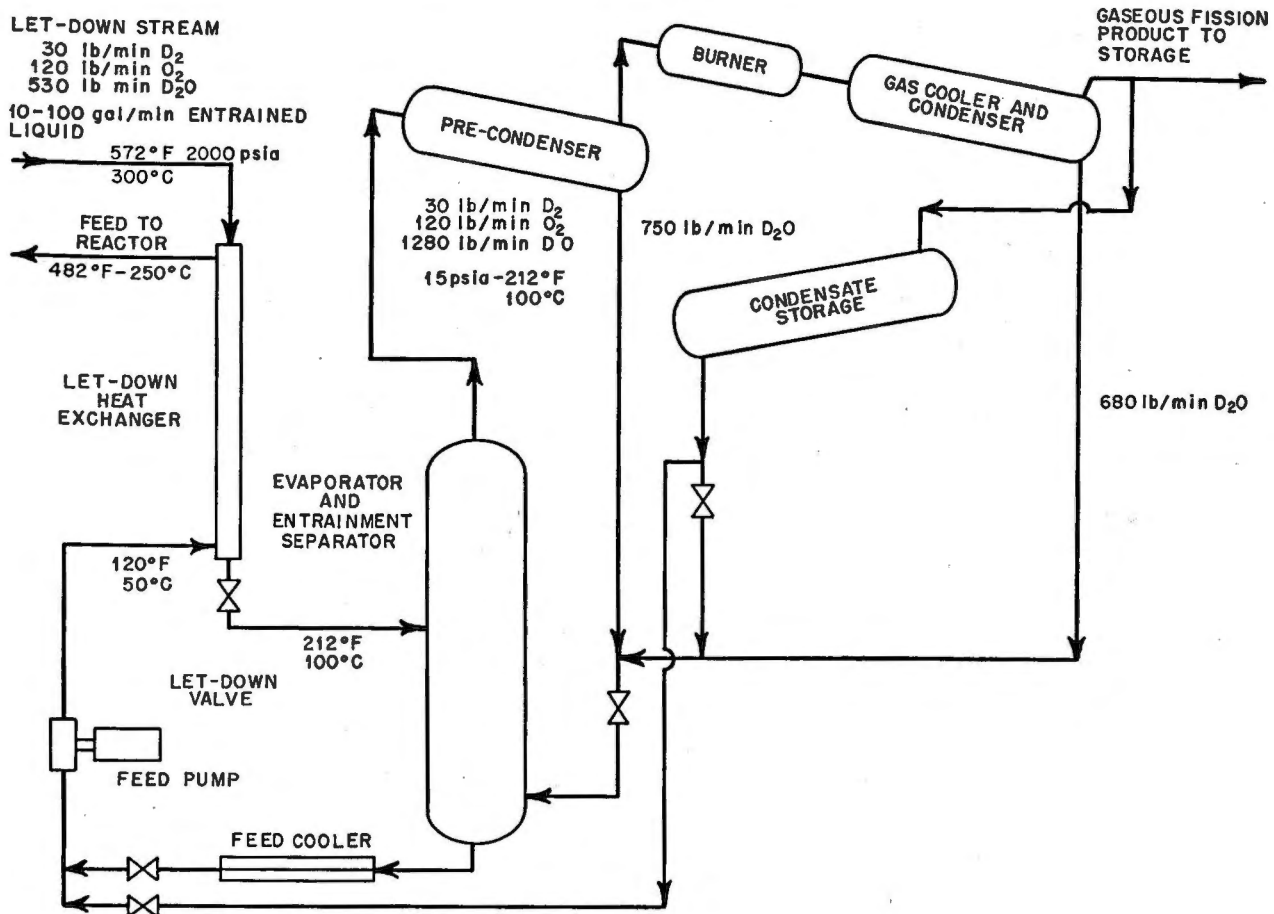 LET-DOWN STREAM
30 lb/min D₂
120 lb/min O₂
530 lb min D₂O
10-100 gal/min ENTRAINED
LIQUID
572°F 2000 psia
300°C
FEED TO
REACTOR
482°F-250°C
LET-DOWN
HEAT
EXCHANGER
120°F
50°C
212°F
100°C
LET-DOWN
VALVE
FEED PUMP
FEED COOLER
EVAPORATOR
AND
ENTRAINMENT
SEPARATOR
PRE-CONDENSER
30 lb/min D₂
120 lb/min O₂
1280 lb/min D O
15psia-212°F
100°C
BURNER
GAS COOLER AND
CONDENSER
GASEOUS FISSION
PRODUCT TO
STORAGE
750 lb/min D₂O
CONDENSATE
STORAGE
680 lb/min D₂O